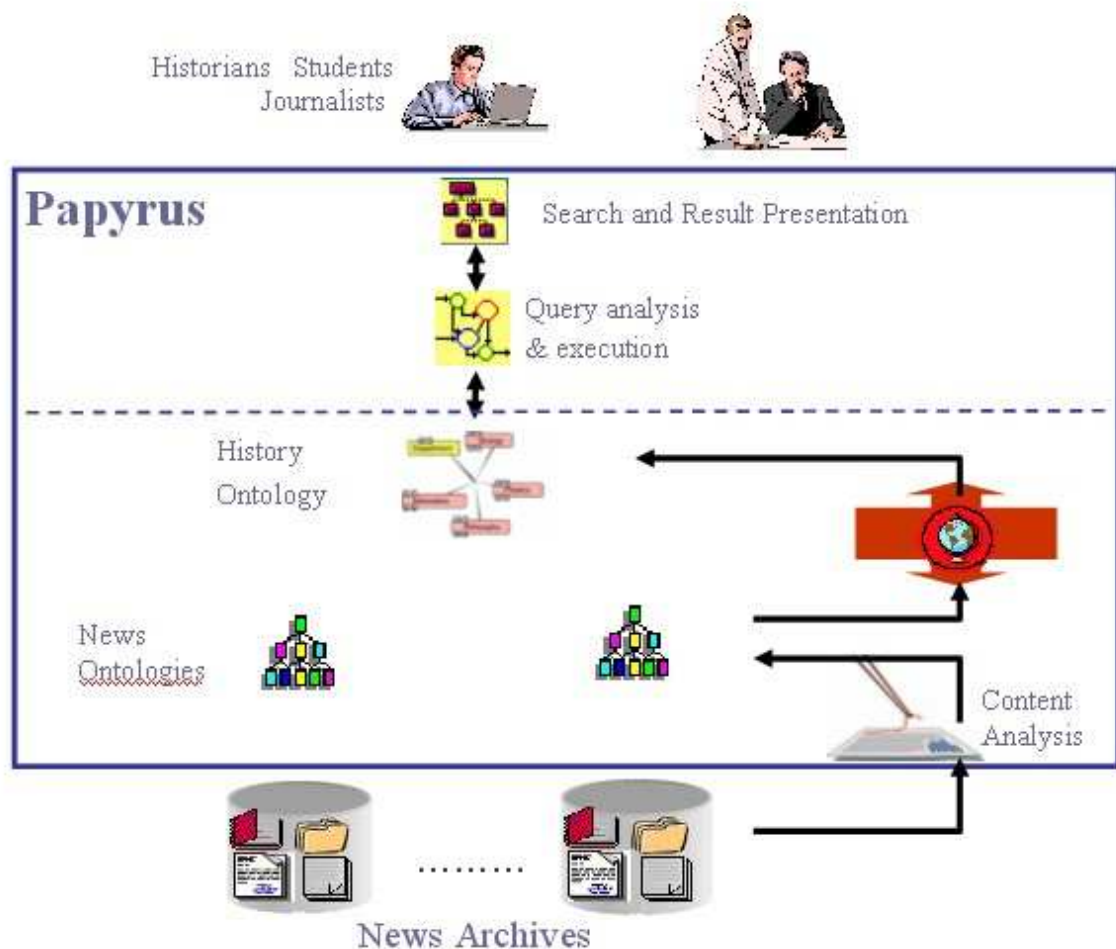 Historians Students
Journalists
Papyrus
Search and Result Presentation
Query analysis
& execution
History
Ontology
News
Ontologies
Content
Analysis
.........
News Archives